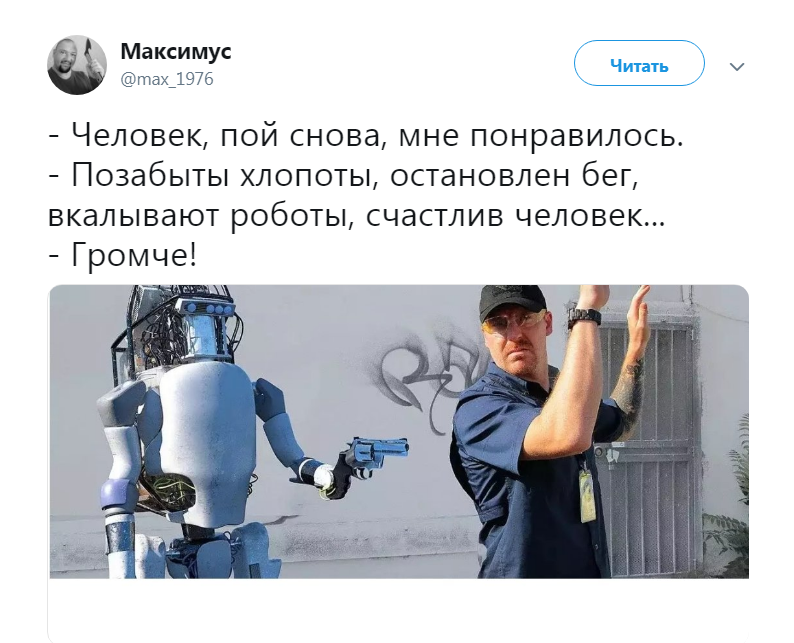 Максимус
@max_1976
Читать
- Человек, пой снова, мне понравилось.
- Позабыты хлопоты, остановлен бег,
вкалывают роботы, счастлив человек...
- Громче!